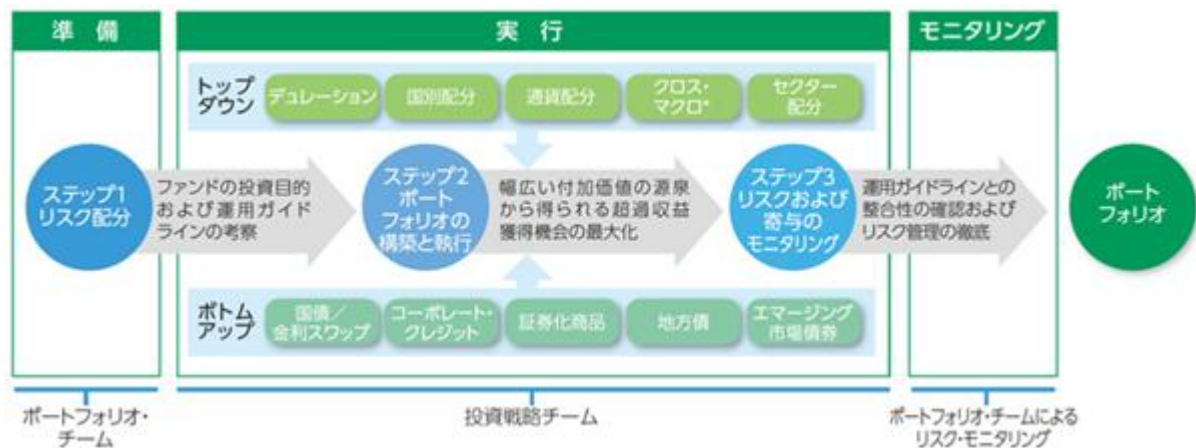 準 備
実 行
モニタリング
トップ
ダウン
デュレーション
国別配分
通貨配分
クロス・
マクロ*
セクター
配分
ステップ1
リスク配分
ファンドの投資目的
および運用ガイド
ラインの考察
ステップ2
ポート
フォリオの
構築と執行
幅広い付加価値の源泉
から得られる超過収益
獲得機会の最大化
ステップ3
リスクおよび
寄与の
モニタリング
運用ガイドラインとの
整合性の確認および
リスク管理の徹底
ポート
フォリオ
ボトム
アップ
国債/
金利スワップ
コーポレート・
クレジット
証券化商品
地方債
エマージング
市場債券
ポートフォリオ・
チーム
投資戦略チーム
ポートフォリオ・チームによる
リスク・モニタリング